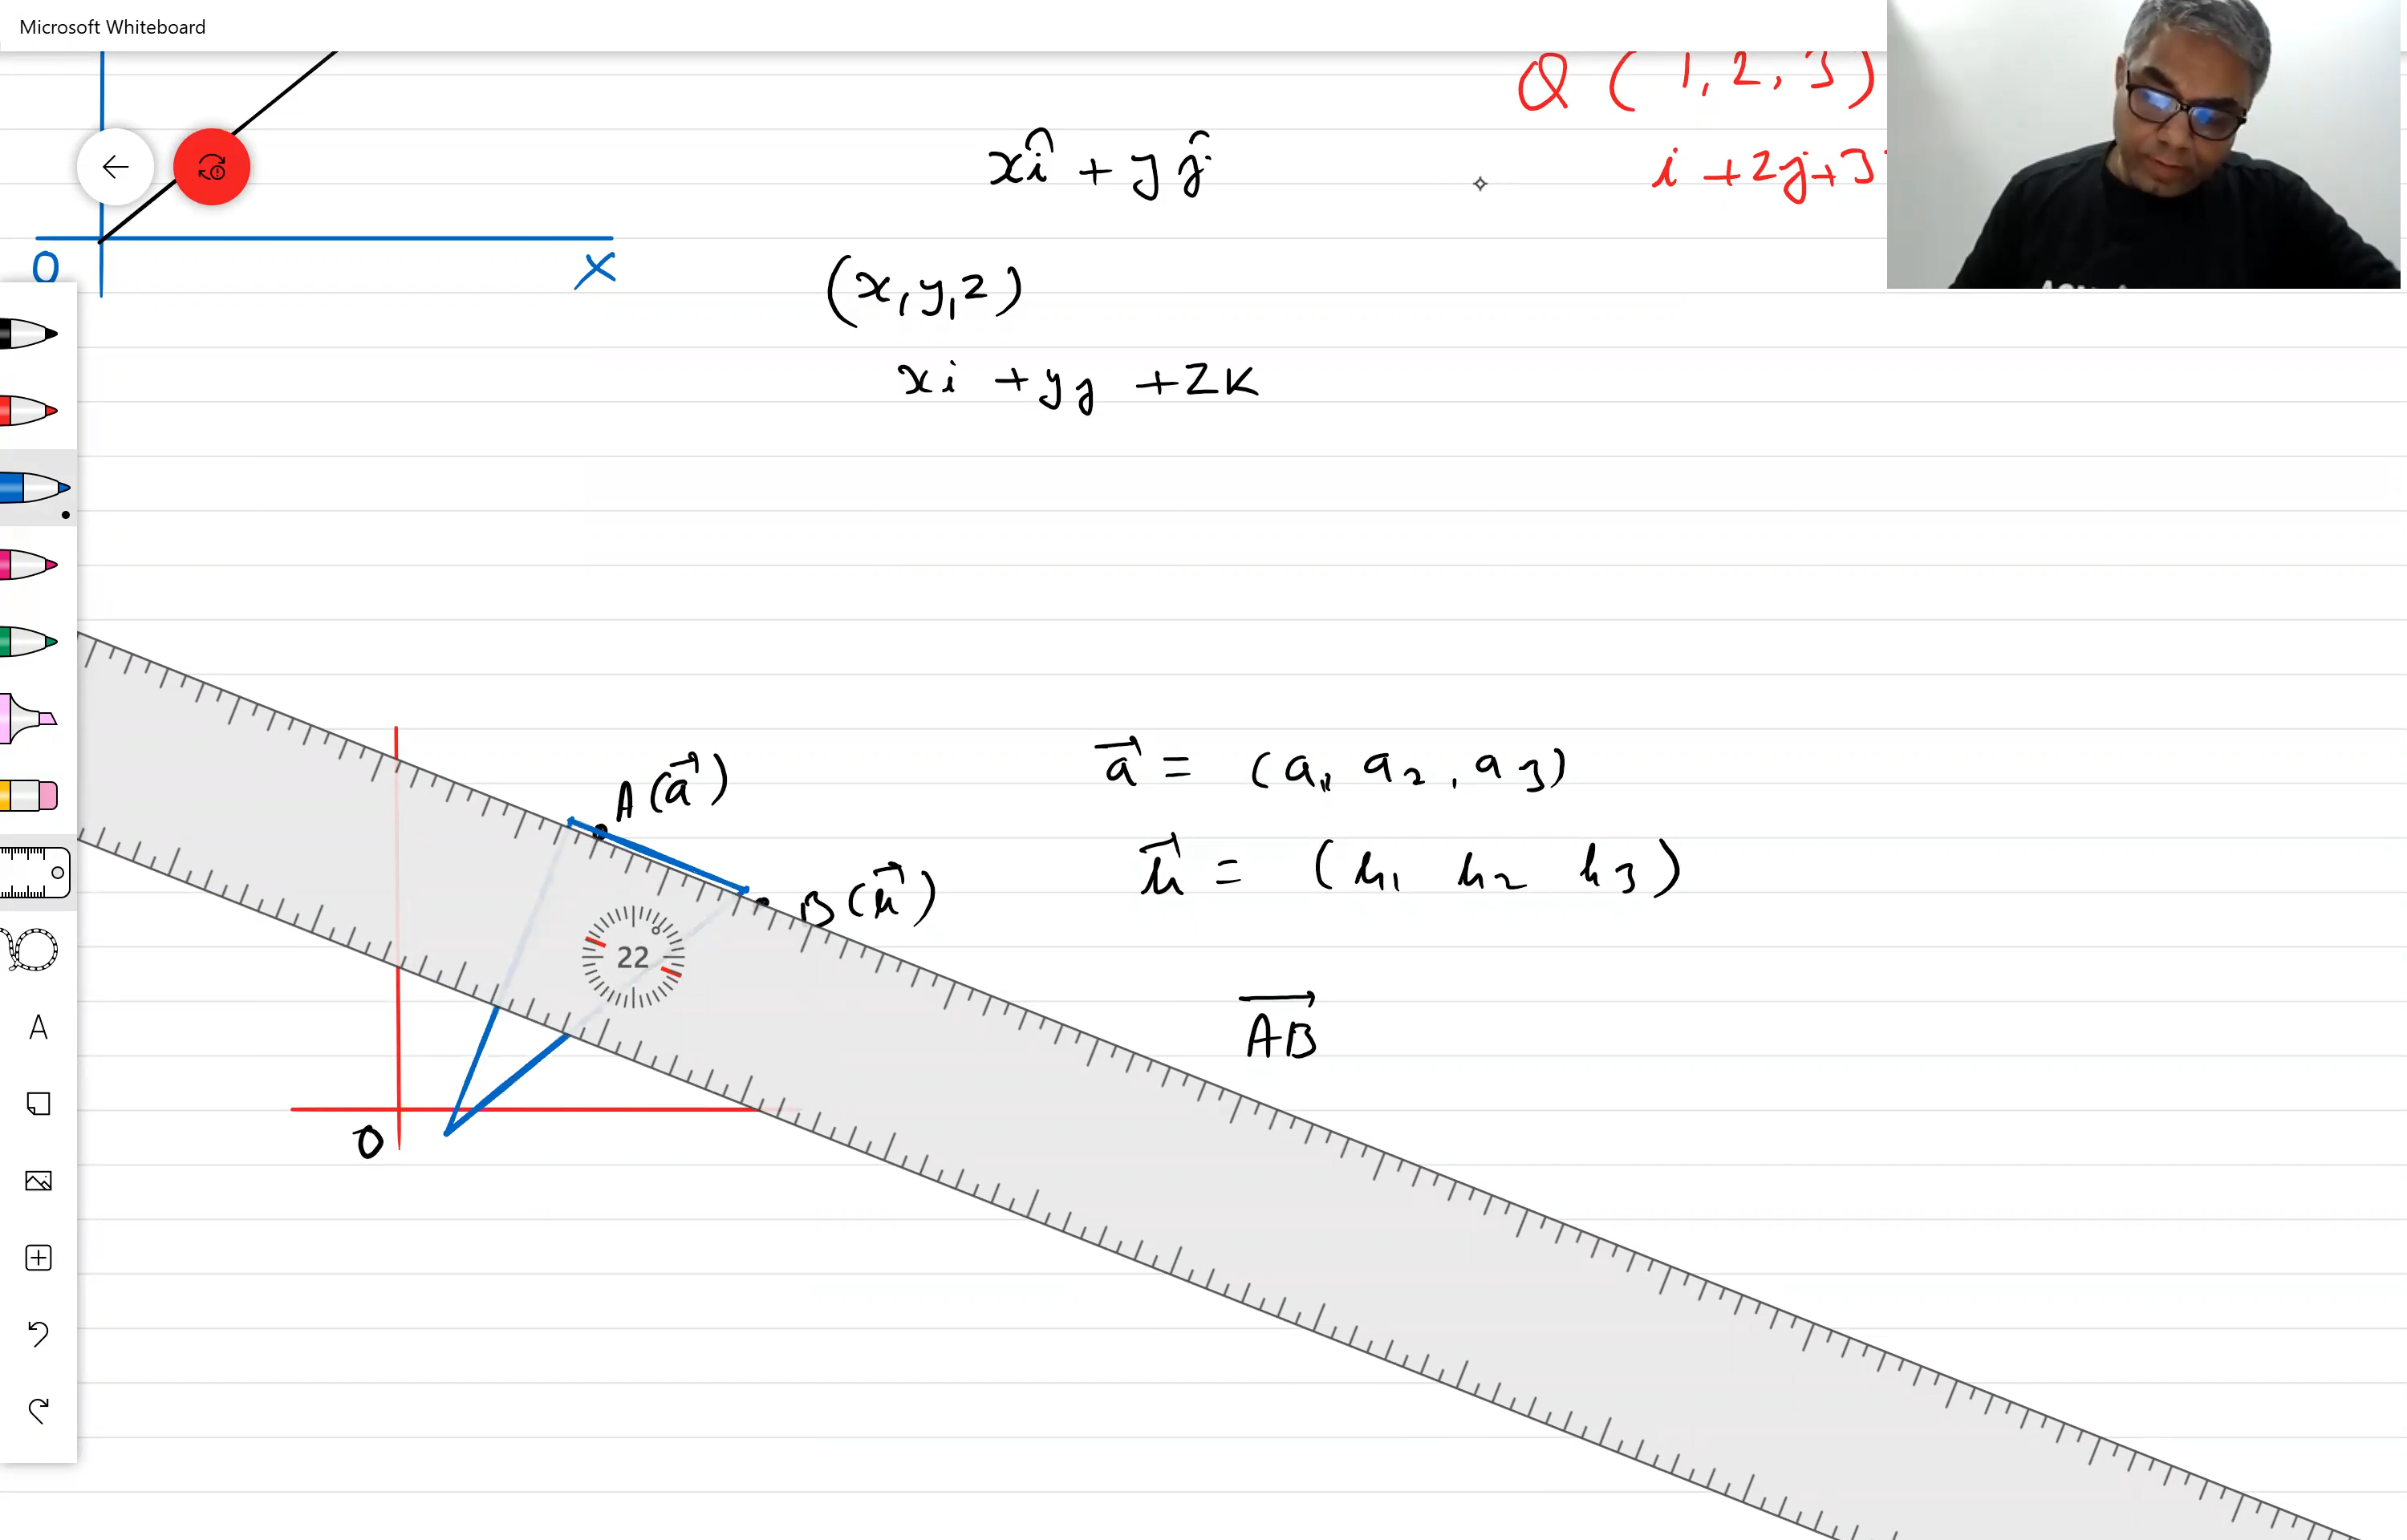 Microsoft Whiteboard
Q (1, 2, 3)
i + 2j + 3
xî + yĵ
O X
(x, y, z)
xi + yj + zk
A(a⃗)
a⃗ = (a₁, a₂, a₃)
B(b⃗)
b⃗ = (b₁ b₂ b₃)
22
AB⃗
O
A